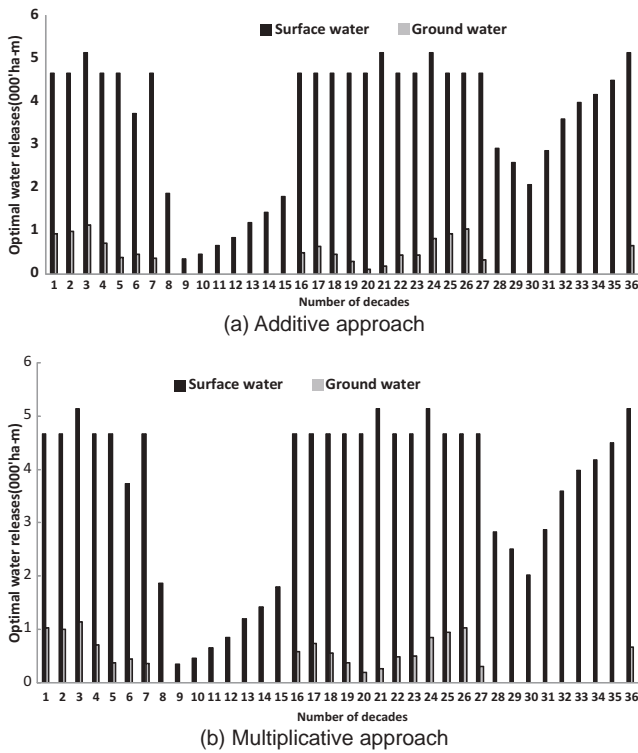 6
Surface water Ground water
5
4
3
2
1
0
Optimal water releases(000'ha-m)
1 2 3 4 5 6 7 8 9 10 11 12 13 14 15 16 17 18 19 20 21 22 23 24 25 26 27 28 29 30 31 32 33 34 35 36
Number of decades
(a) Additive approach
6
Surface water Ground water
5
4
3
2
1
0
Optimal water releases(000'ha-m)
1 2 3 4 5 6 7 8 9 10 11 12 13 14 15 16 17 18 19 20 21 22 23 24 25 26 27 28 29 30 31 32 33 34 35 36
Number of decades
(b) Multiplicative approach